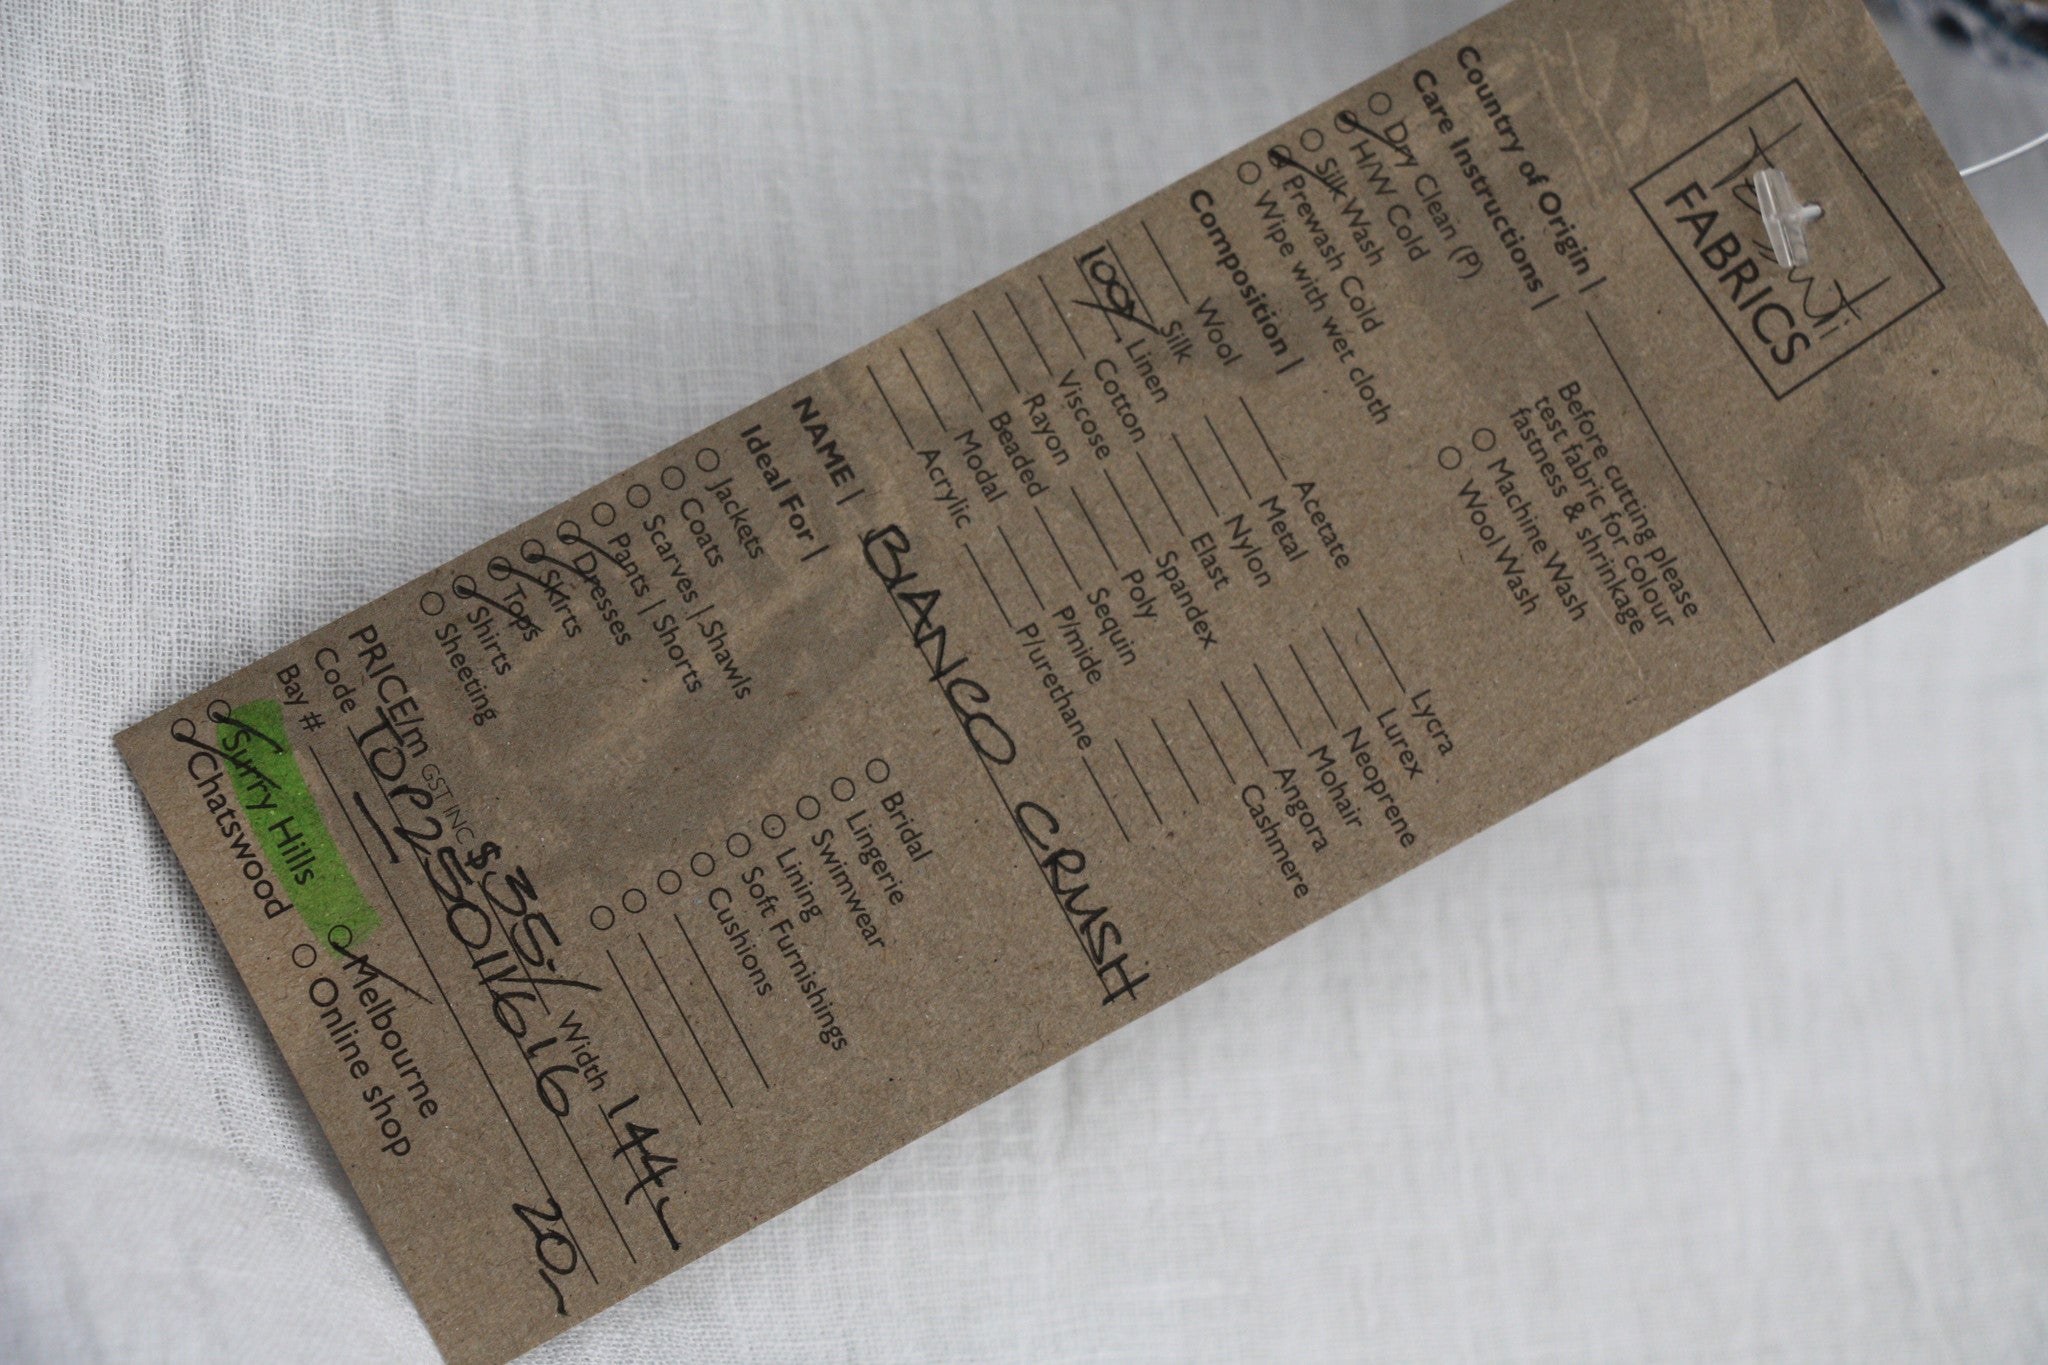 FABRICS
Country of Origin |
Care Instructions |
Dry Clean (P)
H/W Cold
Silk Wash
Prewash Cold
Wipe with wet cloth
Before cutting please
test fabric for colour
fastness & shrinkage
Machine Wash
Wool Wash
Composition |
Wool
Silk
100% Linen
Cotton
Viscose
Rayon
Beaded
Modal
Acrylic
Acetate
Metal
Nylon
Elast
Spandex
Poly
Sequin
P/mide
P/urethane
Lycra
Lurex
Neoprene
Mohair
Angora
Cashmere
NAME | BIANCO CRUSH
Ideal For |
Jackets
Coats
Scarves | Shawls
Pants | Shorts
Dresses
Skirts
Tops
Shirts
Sheeting
Bridal
Lingerie
Swimwear
Lining
Soft Furnishings
Cushions
PRICE/m GST INC $35.- Width 144
Code TOP25011616
Bay # 20
Surry Hills
Melbourne
Chatswood
Online shop